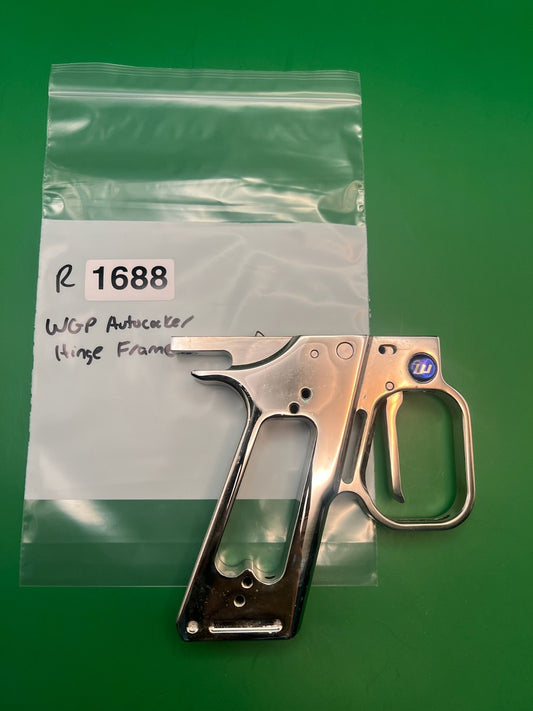 R 1688
WGP Autococker
Hinge Frame